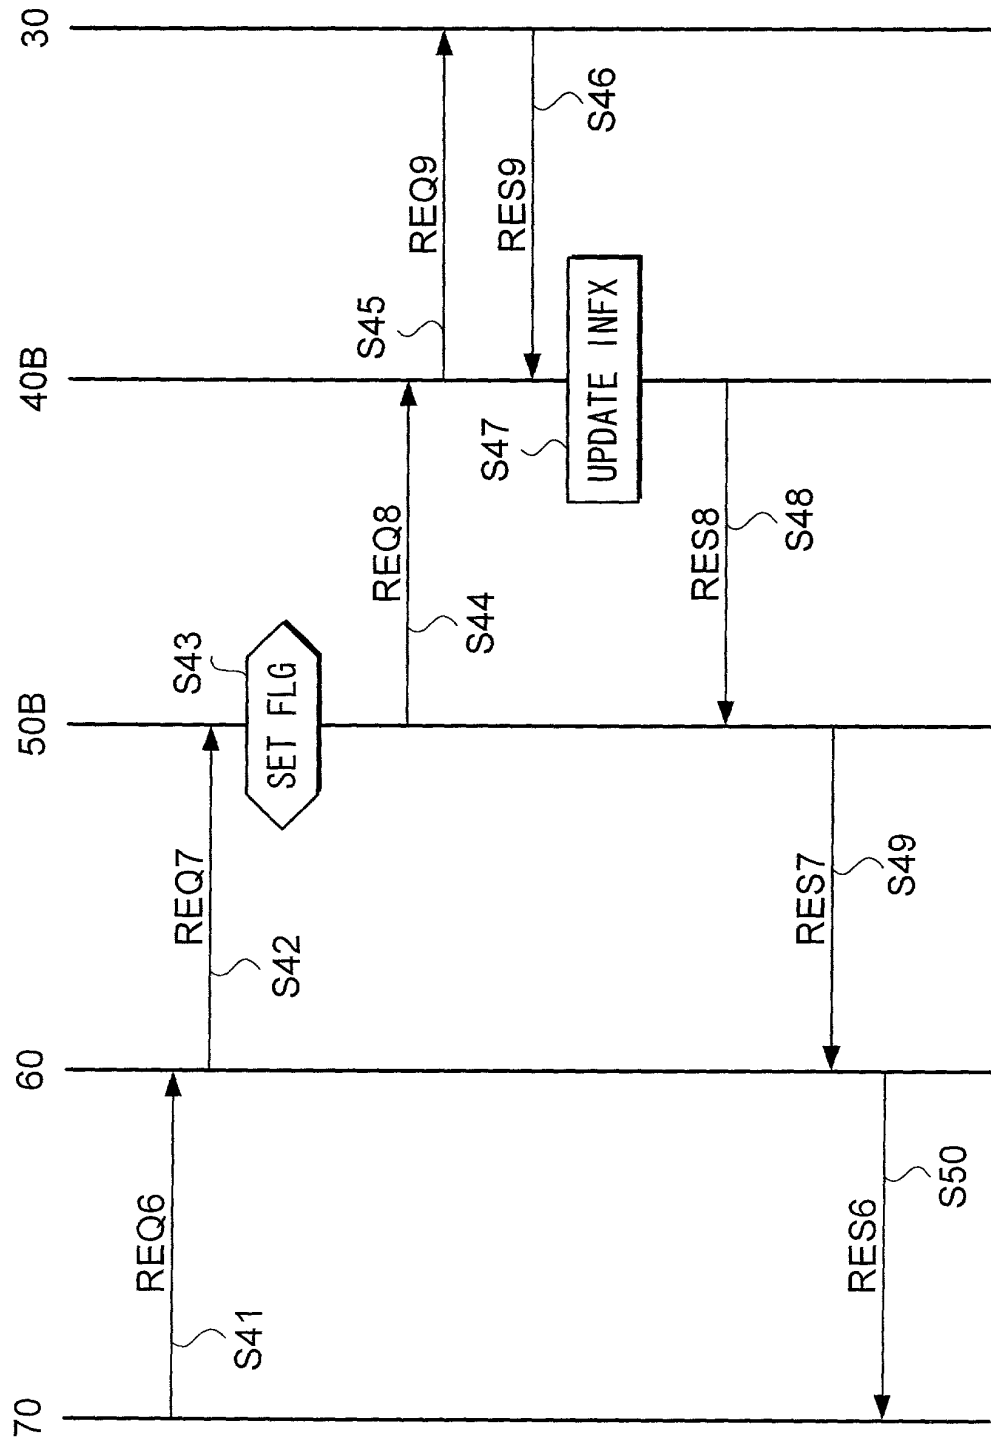 70
60
50B
40B
30
REQ6
S41
REQ7
S42
S43
SET FLG
REQ8
S44
S45
REQ9
RES9
S46
S47
UPDATE INFX
RES8
S48
RES7
S49
RES6
S50